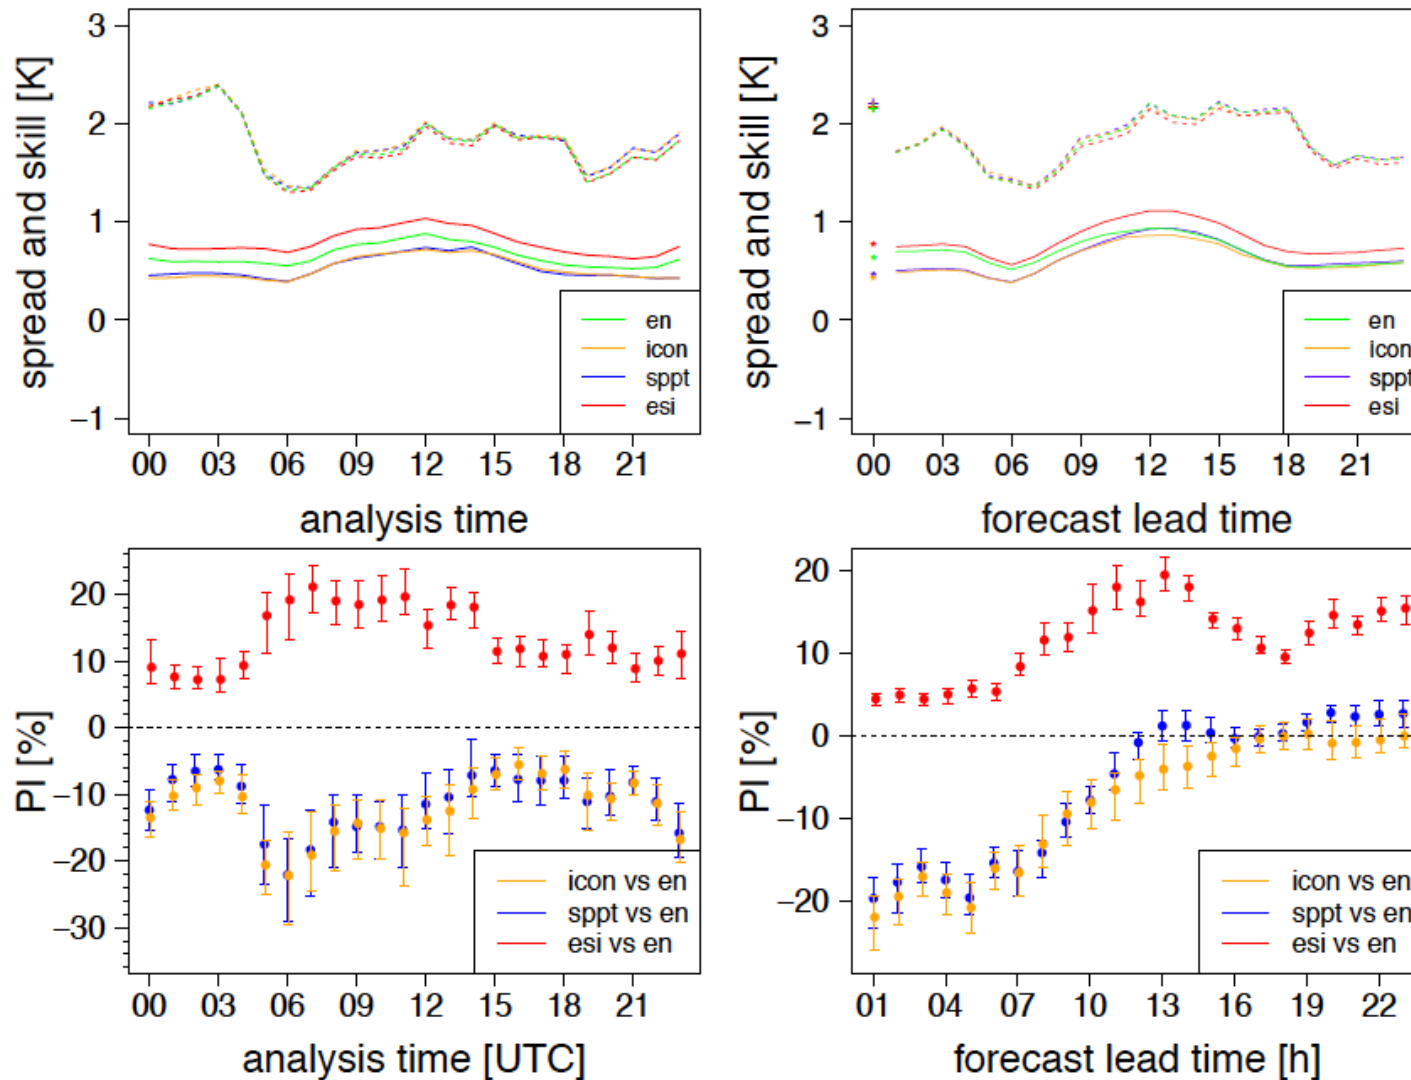 spread and skill [K]
3
2
1
0
−1
en
icon
sppt
esi
00 03 06 09 12 15 18 21
analysis time
spread and skill [K]
3
2
1
0
−1
en
icon
sppt
esi
00 03 06 09 12 15 18 21
forecast lead time
PI [%]
20
10
0
−10
−20
−30
icon vs en
sppt vs en
esi vs en
00 03 06 09 12 15 18 21
analysis time [UTC]
PI [%]
20
10
0
−10
−20
icon vs en
sppt vs en
esi vs en
01 04 07 10 13 16 19 22
forecast lead time [h]